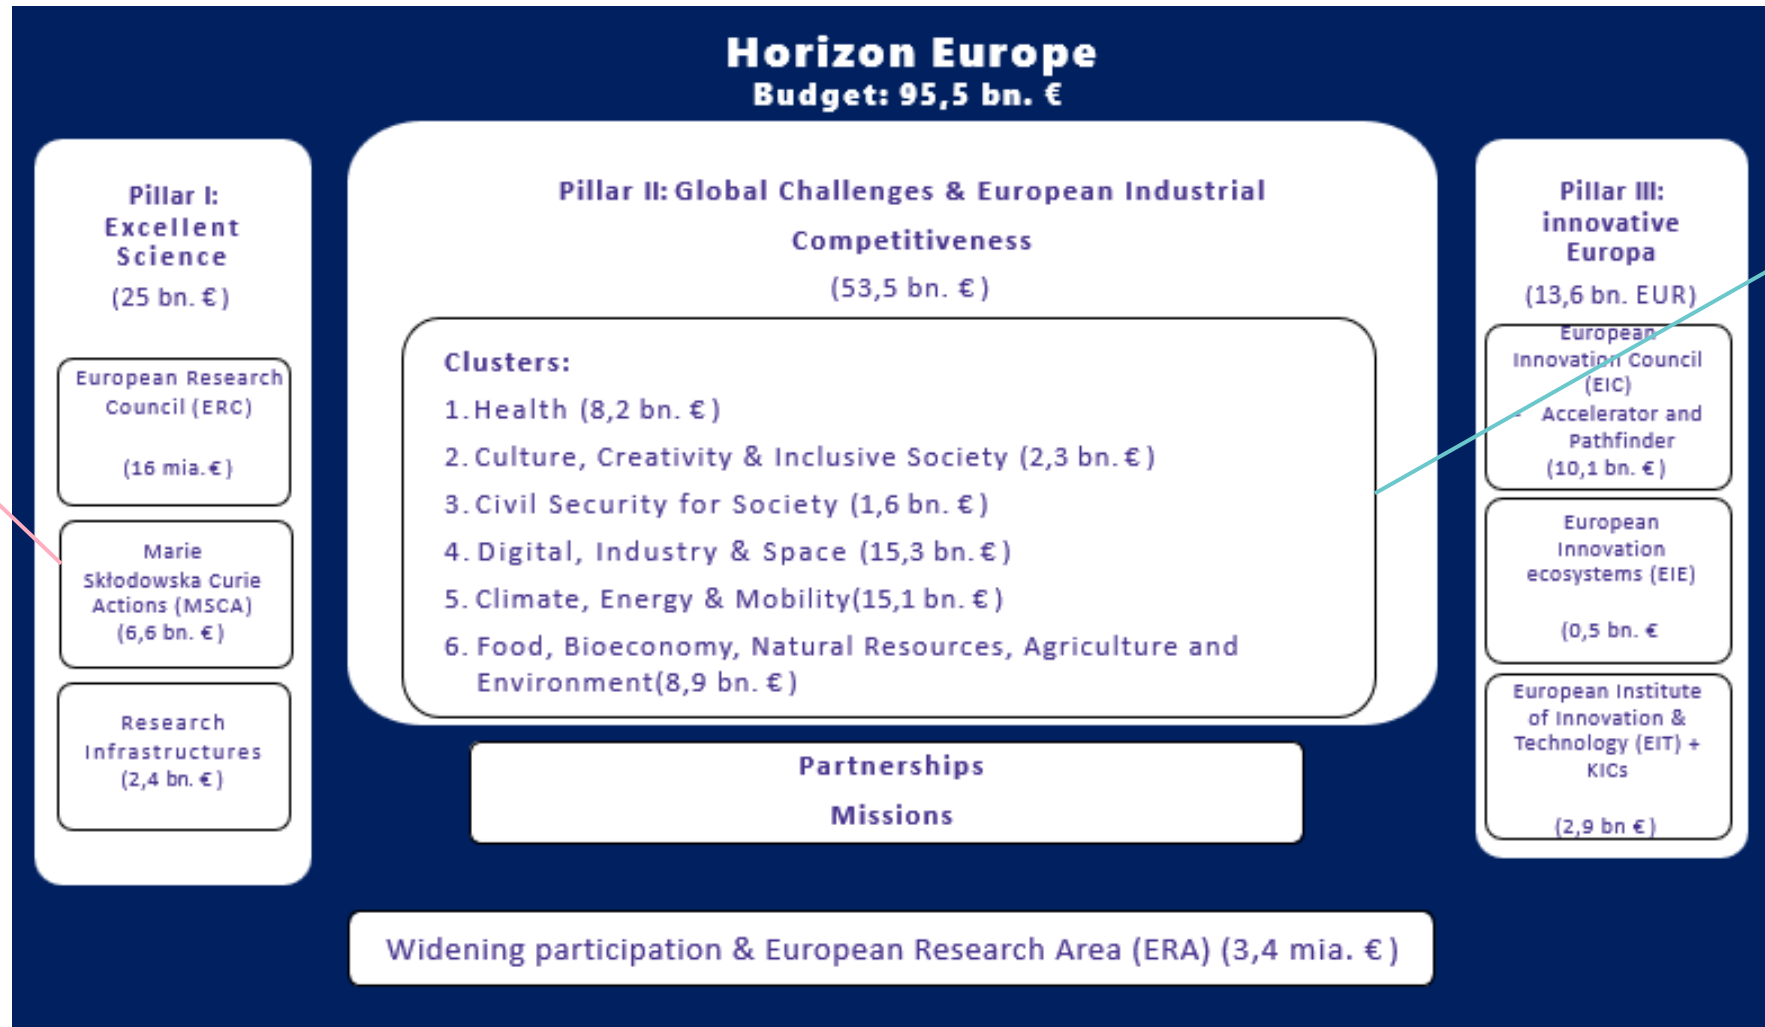 Horizon Europe
Budget: 95,5 bn. €
Pillar I:
Excellent
Science
(25 bn. €)
European Research
Council (ERC)
(16 mia. €)
Marie
Skłodowska Curie
Actions (MSCA)
(6,6 bn. €)
Research
Infrastructures
(2,4 bn. €)
Pillar II: Global Challenges & European Industrial
Competitiveness
(53,5 bn. €)
Clusters:
1. Health (8,2 bn. €)
2. Culture, Creativity & Inclusive Society (2,3 bn. €)
3. Civil Security for Society (1,6 bn. €)
4. Digital, Industry & Space (15,3 bn. €)
5. Climate, Energy & Mobility(15,1 bn. €)
6. Food, Bioeconomy, Natural Resources, Agriculture and
Environment(8,9 bn. €)
Partnerships
Missions
Pillar III:
innovative
Europa
(13,6 bn. EUR)
European
Innovation Council
(EIC)
- Accelerator and
Pathfinder
(10,1 bn. €)
European
Innovation
ecosystems (EIE)
(0,5 bn. €
European Institute
of Innovation &
Technology (EIT) +
KICs
(2,9 bn €)
Widening participation & European Research Area (ERA) (3,4 mia. €)